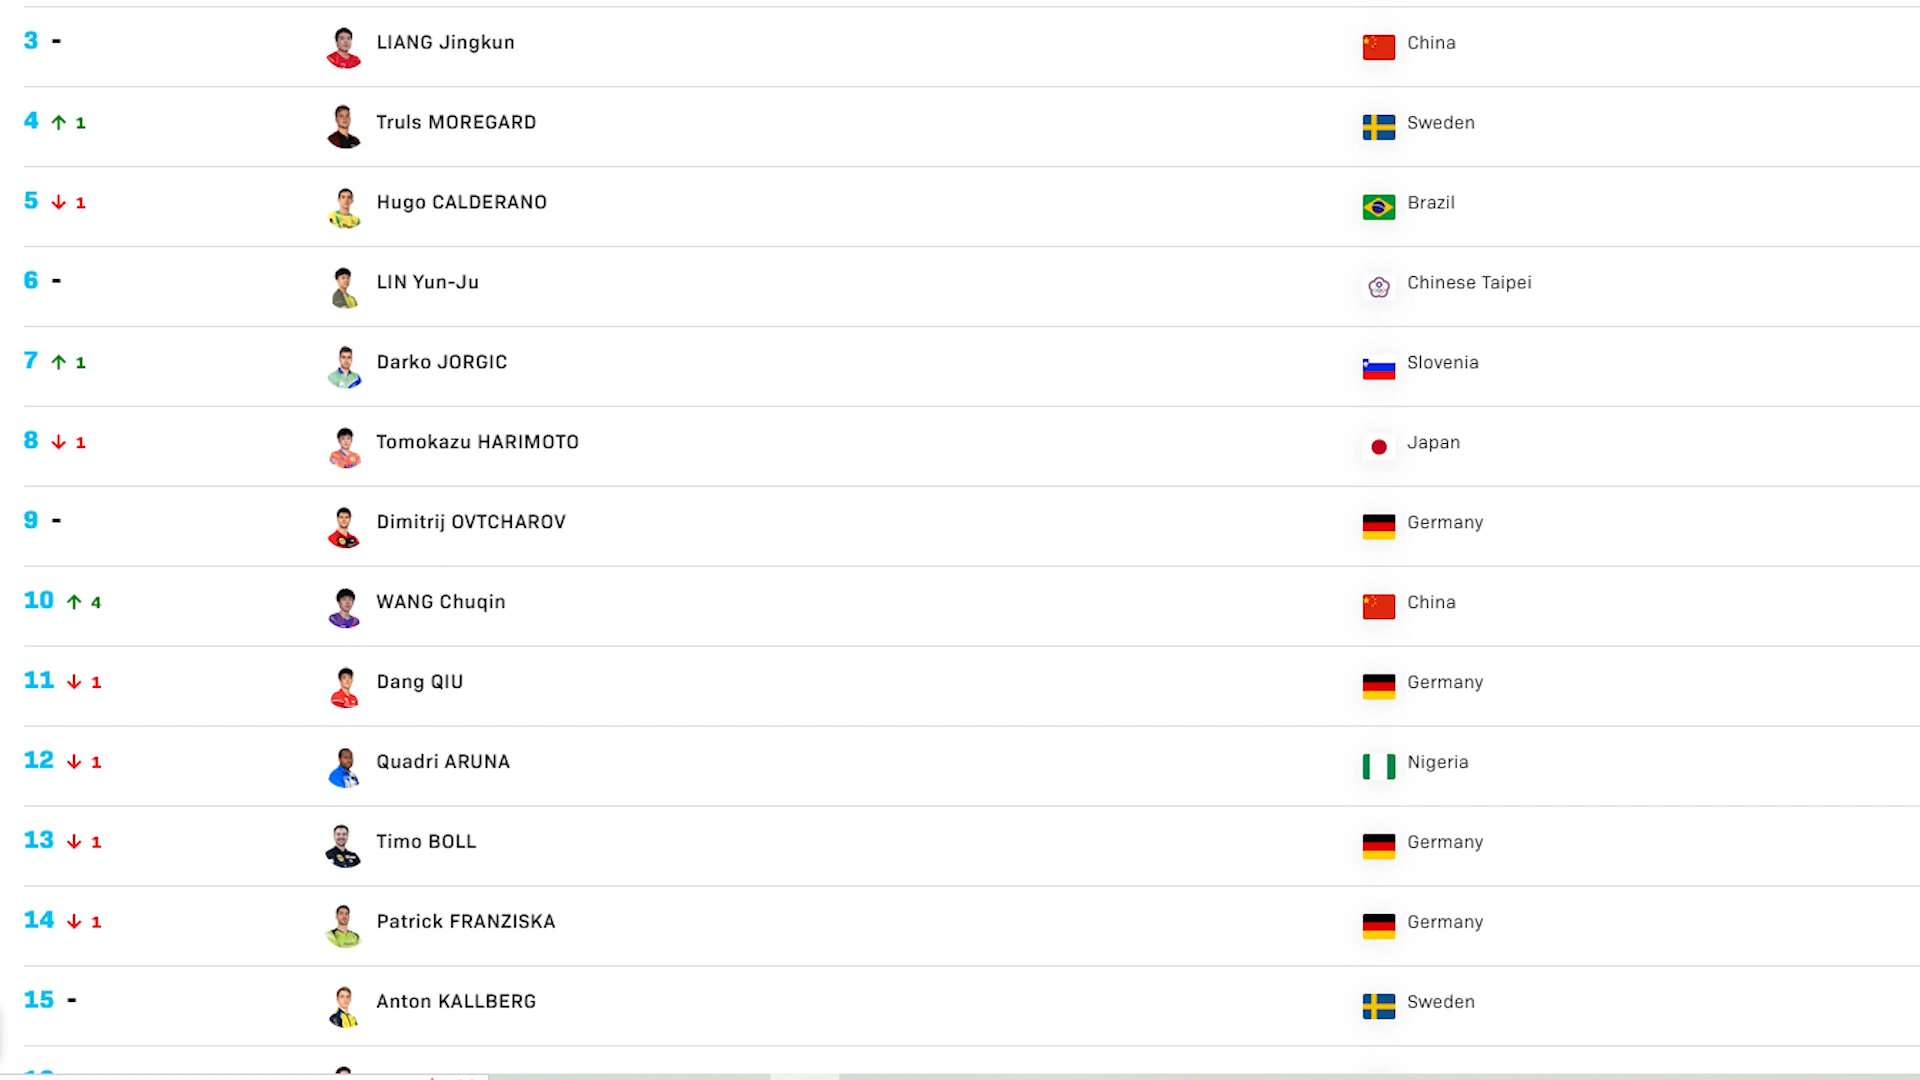 3 - LIANG Jingkun China
4 ↑ 1 Truls MOREGARD Sweden
5 ↓ 1 Hugo CALDERANO Brazil
6 - LIN Yun-Ju Chinese Taipei
7 ↑ 1 Darko JORGIC Slovenia
8 ↓ 1 Tomokazu HARIMOTO Japan
9 - Dimitrij OVTCHAROV Germany
10 ↑ 4 WANG Chuqin China
11 ↓ 1 Dang QIU Germany
12 ↓ 1 Quadri ARUNA Nigeria
13 ↓ 1 Timo BOLL Germany
14 ↓ 1 Patrick FRANZISKA Germany
15 - Anton KALLBERG Sweden